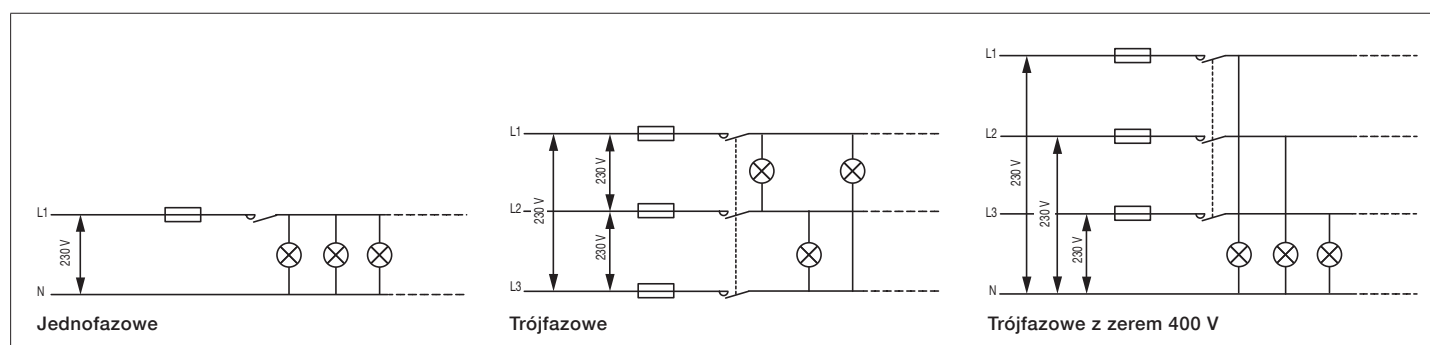 L1
230 V
N
Jednofazowe
L1
230 V
L2
230 V
230 V
L3
Trójfazowe
L1
L2
230 V
L3
230 V
230 V
N
Trójfazowe z zerem 400 V